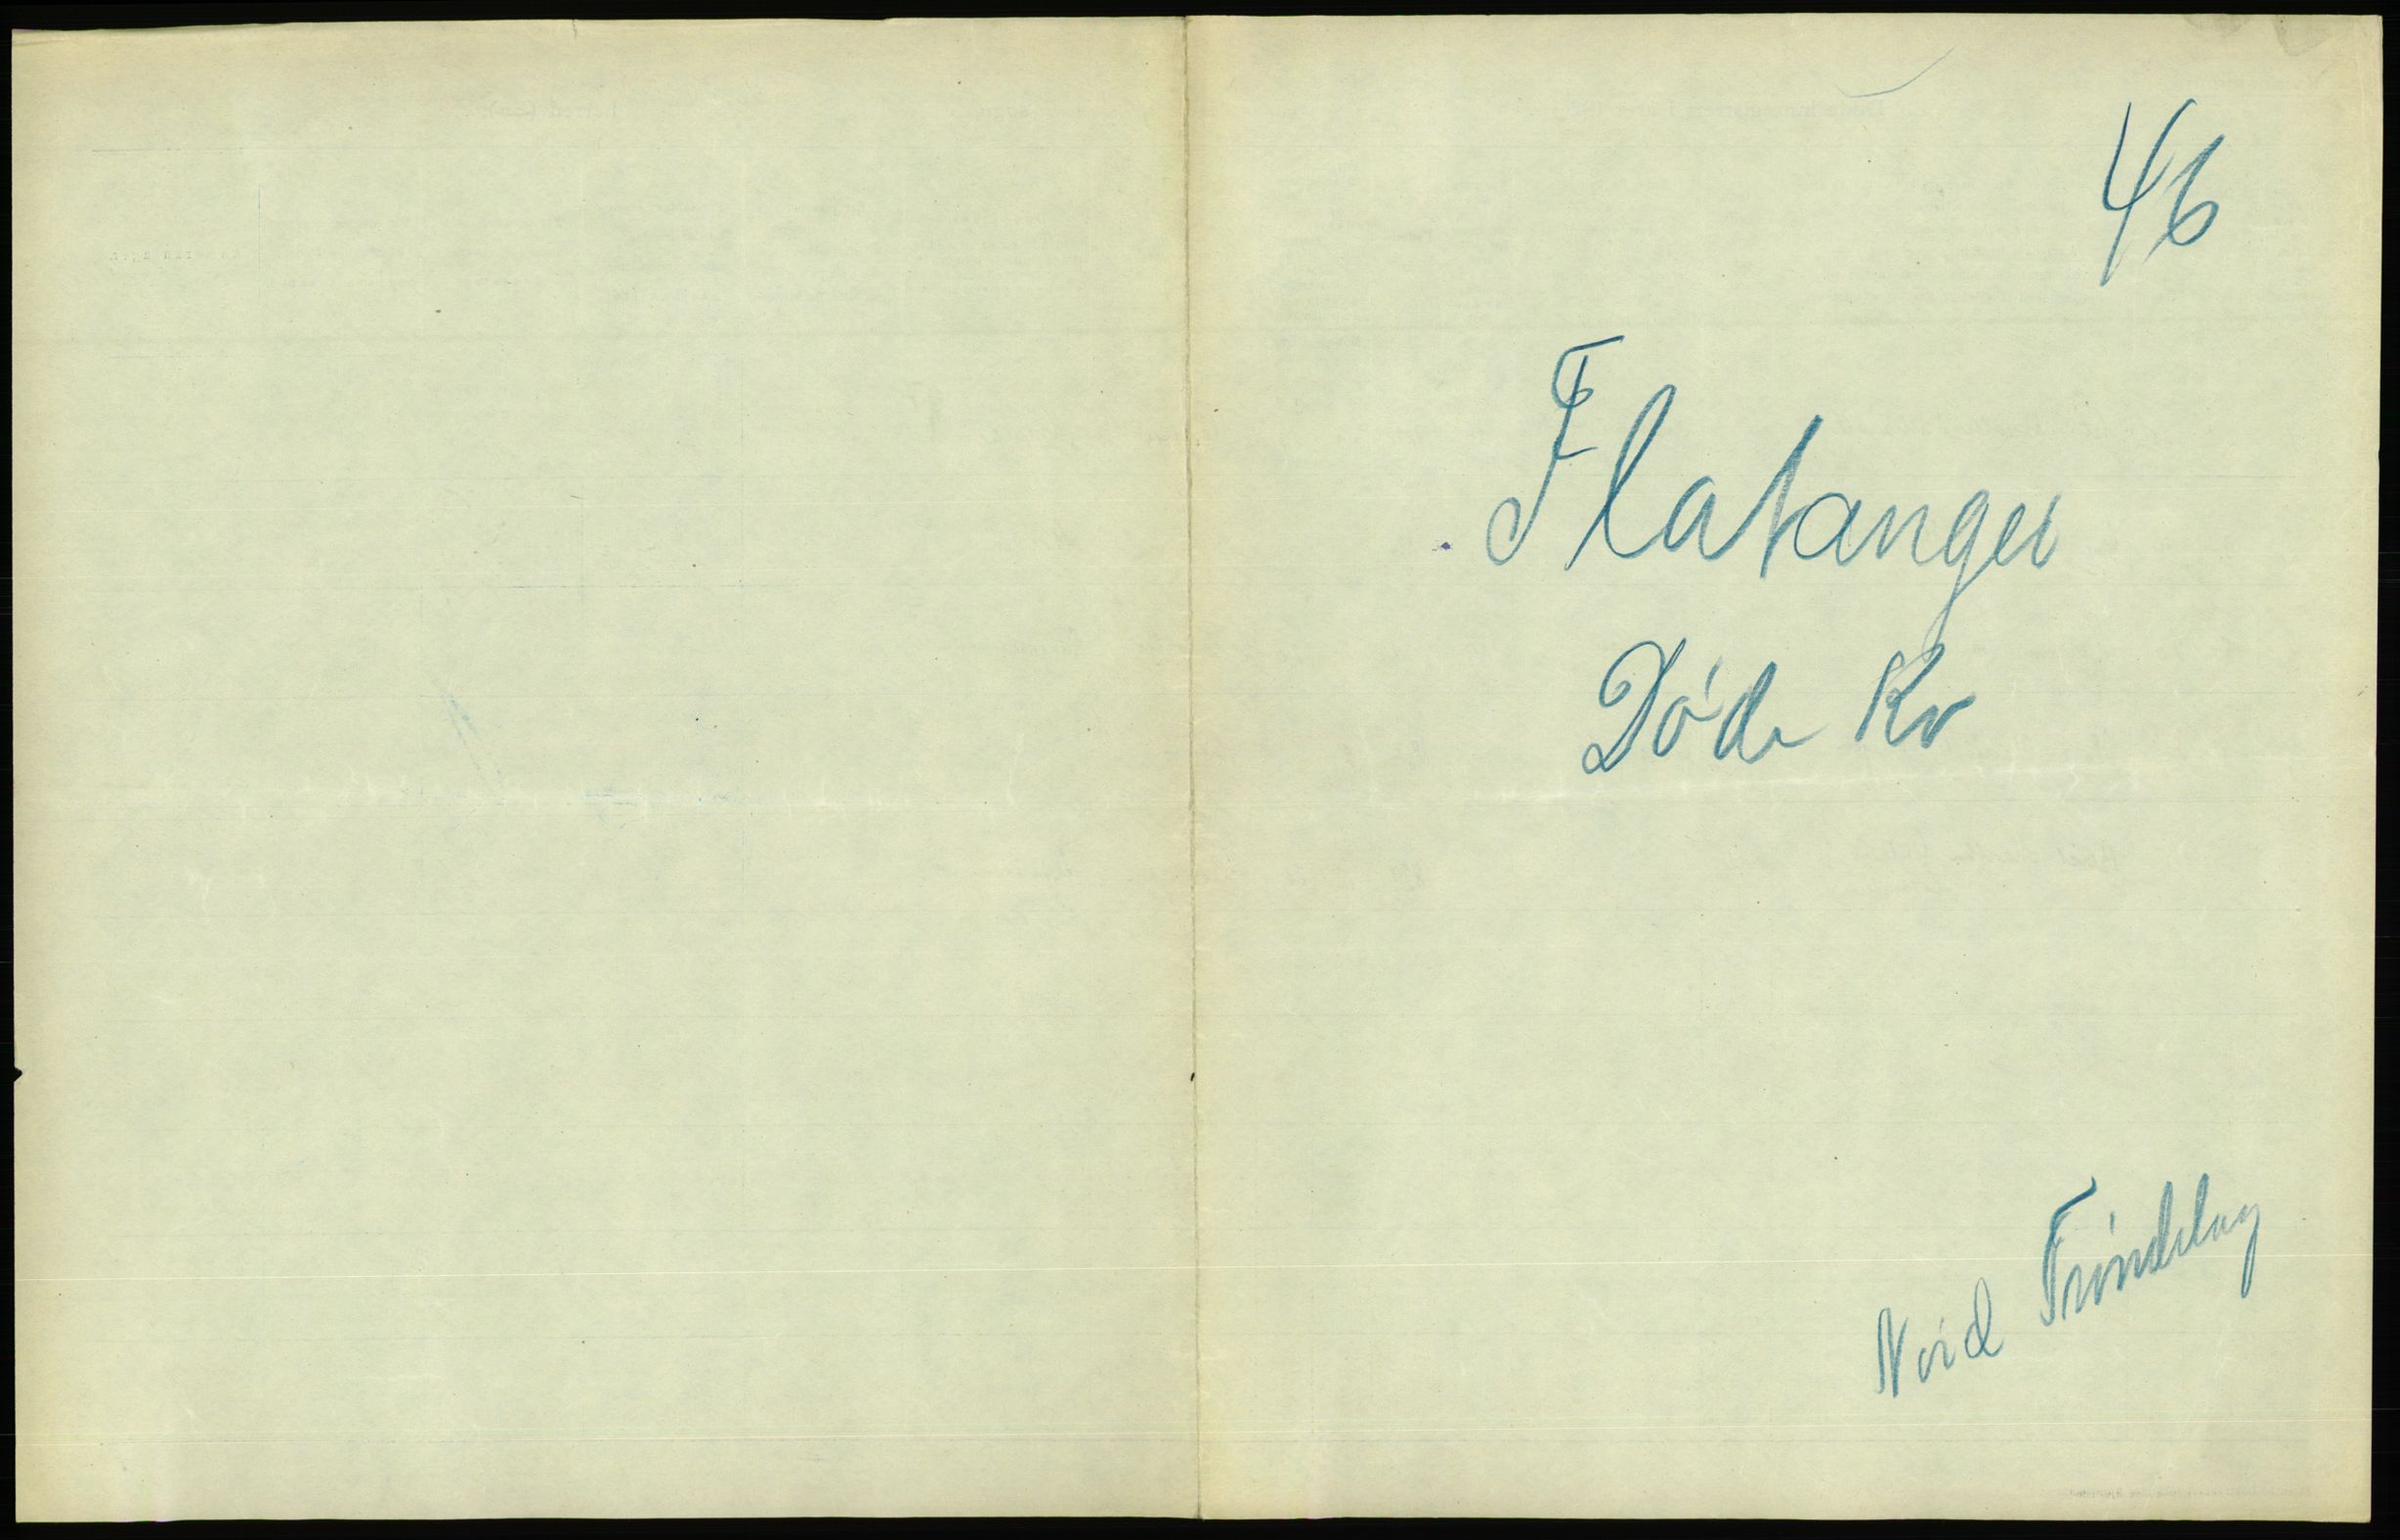 46
Flatanger
Døde Kv
Nord Trøndelag